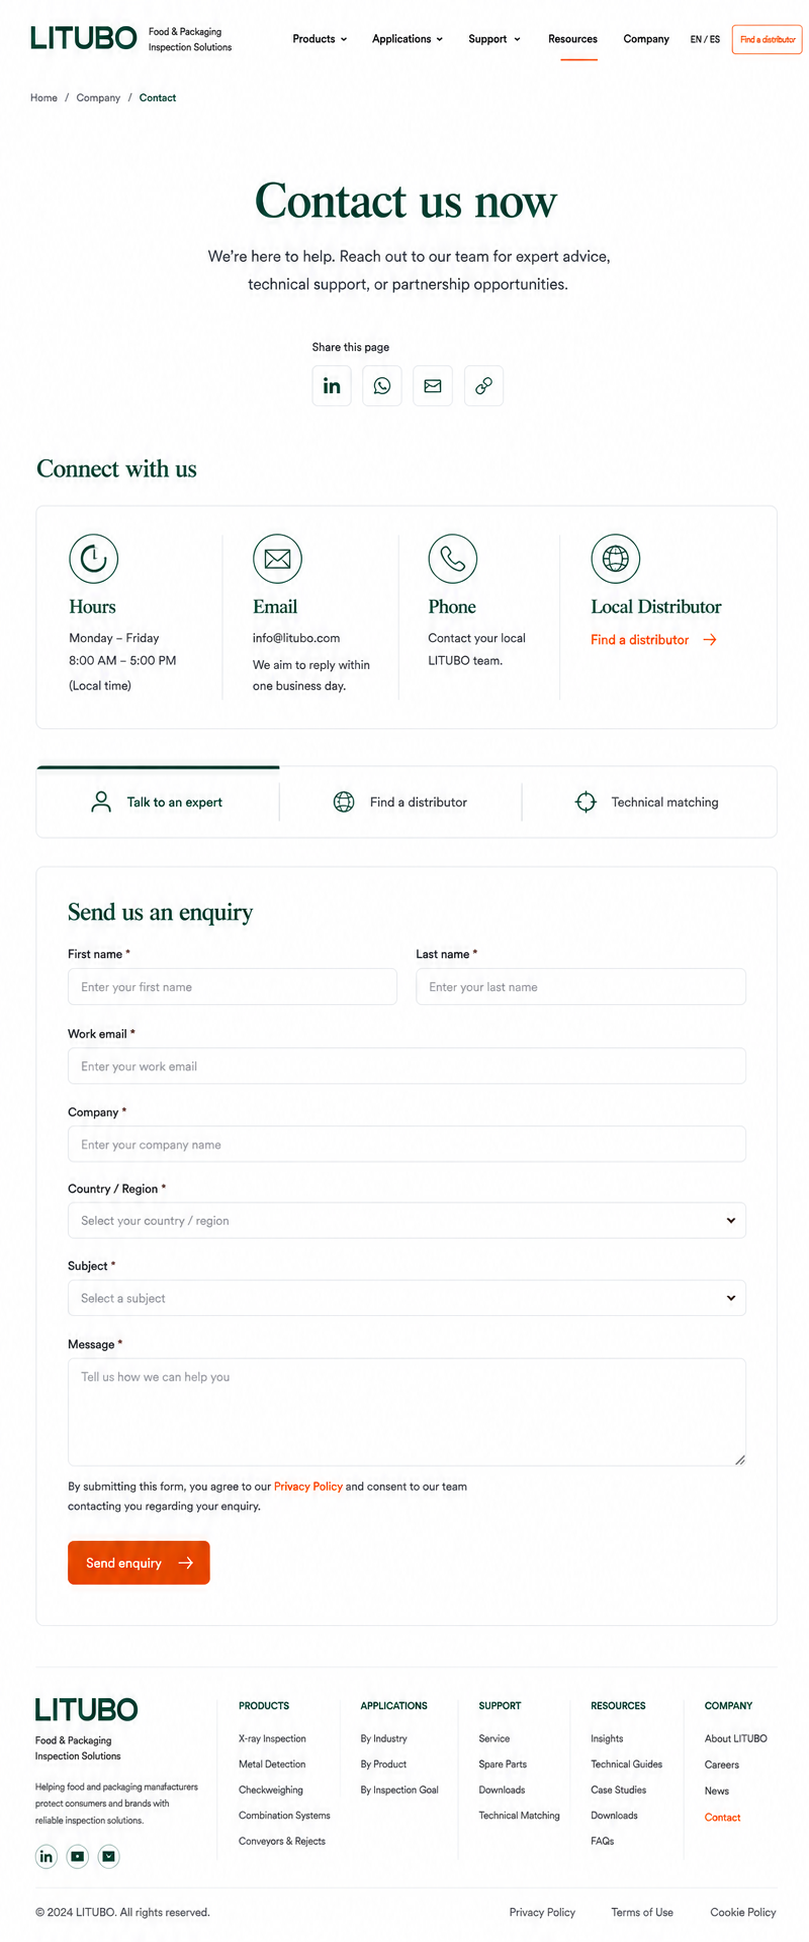 LITUBO
Food & Packaging
Inspection Solutions
Products
Applications
Support
Resources
Company
EN / ES
Find a distributor
Home / Company / Contact
Contact us now
We're here to help. Reach out to our team for expert advice,
technical support, or partnership opportunities.
Share this page
in
Connect with us
Hours
Monday – Friday
8:00 AM – 5:00 PM
(Local time)
Email
info@litubo.com
We aim to reply within
one business day.
Phone
Contact your local
LITUBO team.
Local Distributor
Find a distributor
Talk to an expert
Find a distributor
Technical matching
Send us an enquiry
First name *
Enter your first name
Last name *
Enter your last name
Work email *
Enter your work email
Company *
Enter your company name
Country / Region *
Select your country / region
Subject *
Select a subject
Message *
Tell us how we can help you
By submitting this form, you agree to our Privacy Policy and consent to our team
contacting you regarding your enquiry.
Send enquiry
LITUBO
Food & Packaging
Inspection Solutions
Helping food and packaging manufacturers
protect consumers and brands with
reliable inspection solutions.
in
PRODUCTS
X-ray Inspection
Metal Detection
Checkweighing
Combination Systems
Conveyors & Rejects
APPLICATIONS
By Industry
By Product
By Inspection Goal
SUPPORT
Service
Spare Parts
Downloads
Technical Matching
RESOURCES
Insights
Technical Guides
Case Studies
Downloads
FAQs
COMPANY
About LITUBO
Careers
News
Contact
© 2024 LITUBO. All rights reserved.
Privacy Policy
Terms of Use
Cookie Policy